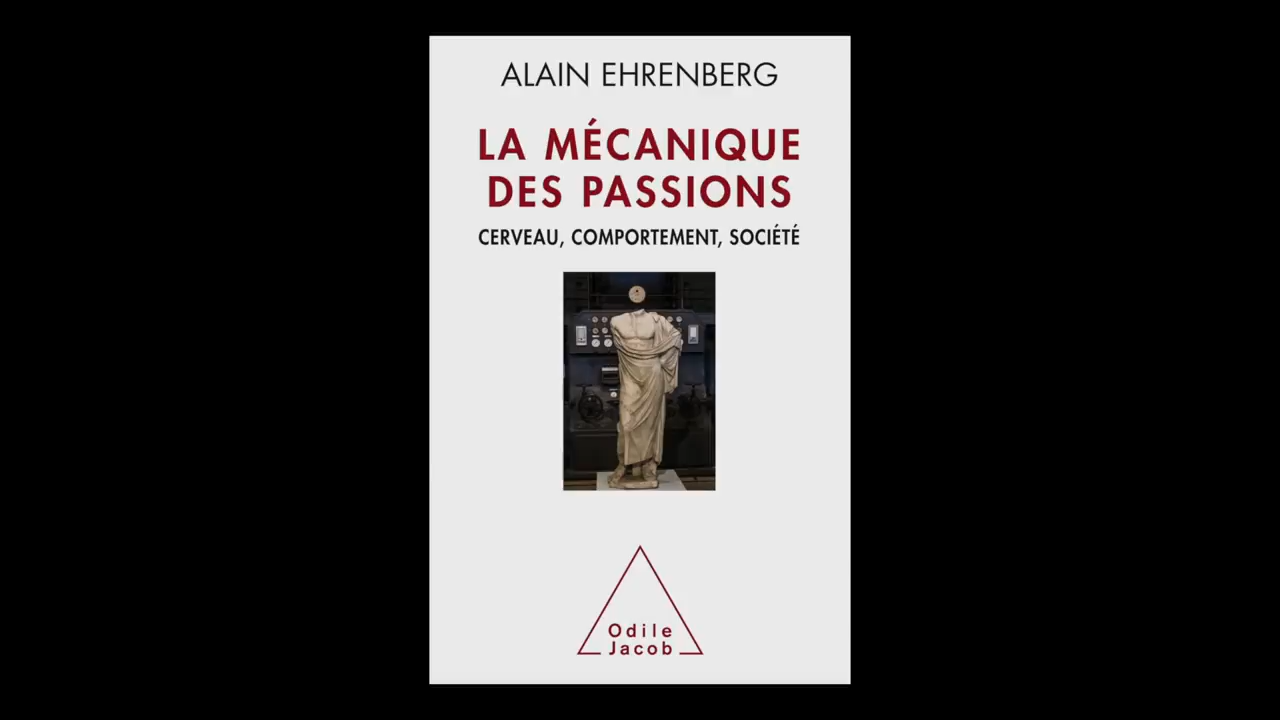 ALAIN EHRENBERG
LA MÉCANIQUE
DES PASSIONS
CERVEAU, COMPORTEMENT, SOCIÉTÉ
Odile
Jacob